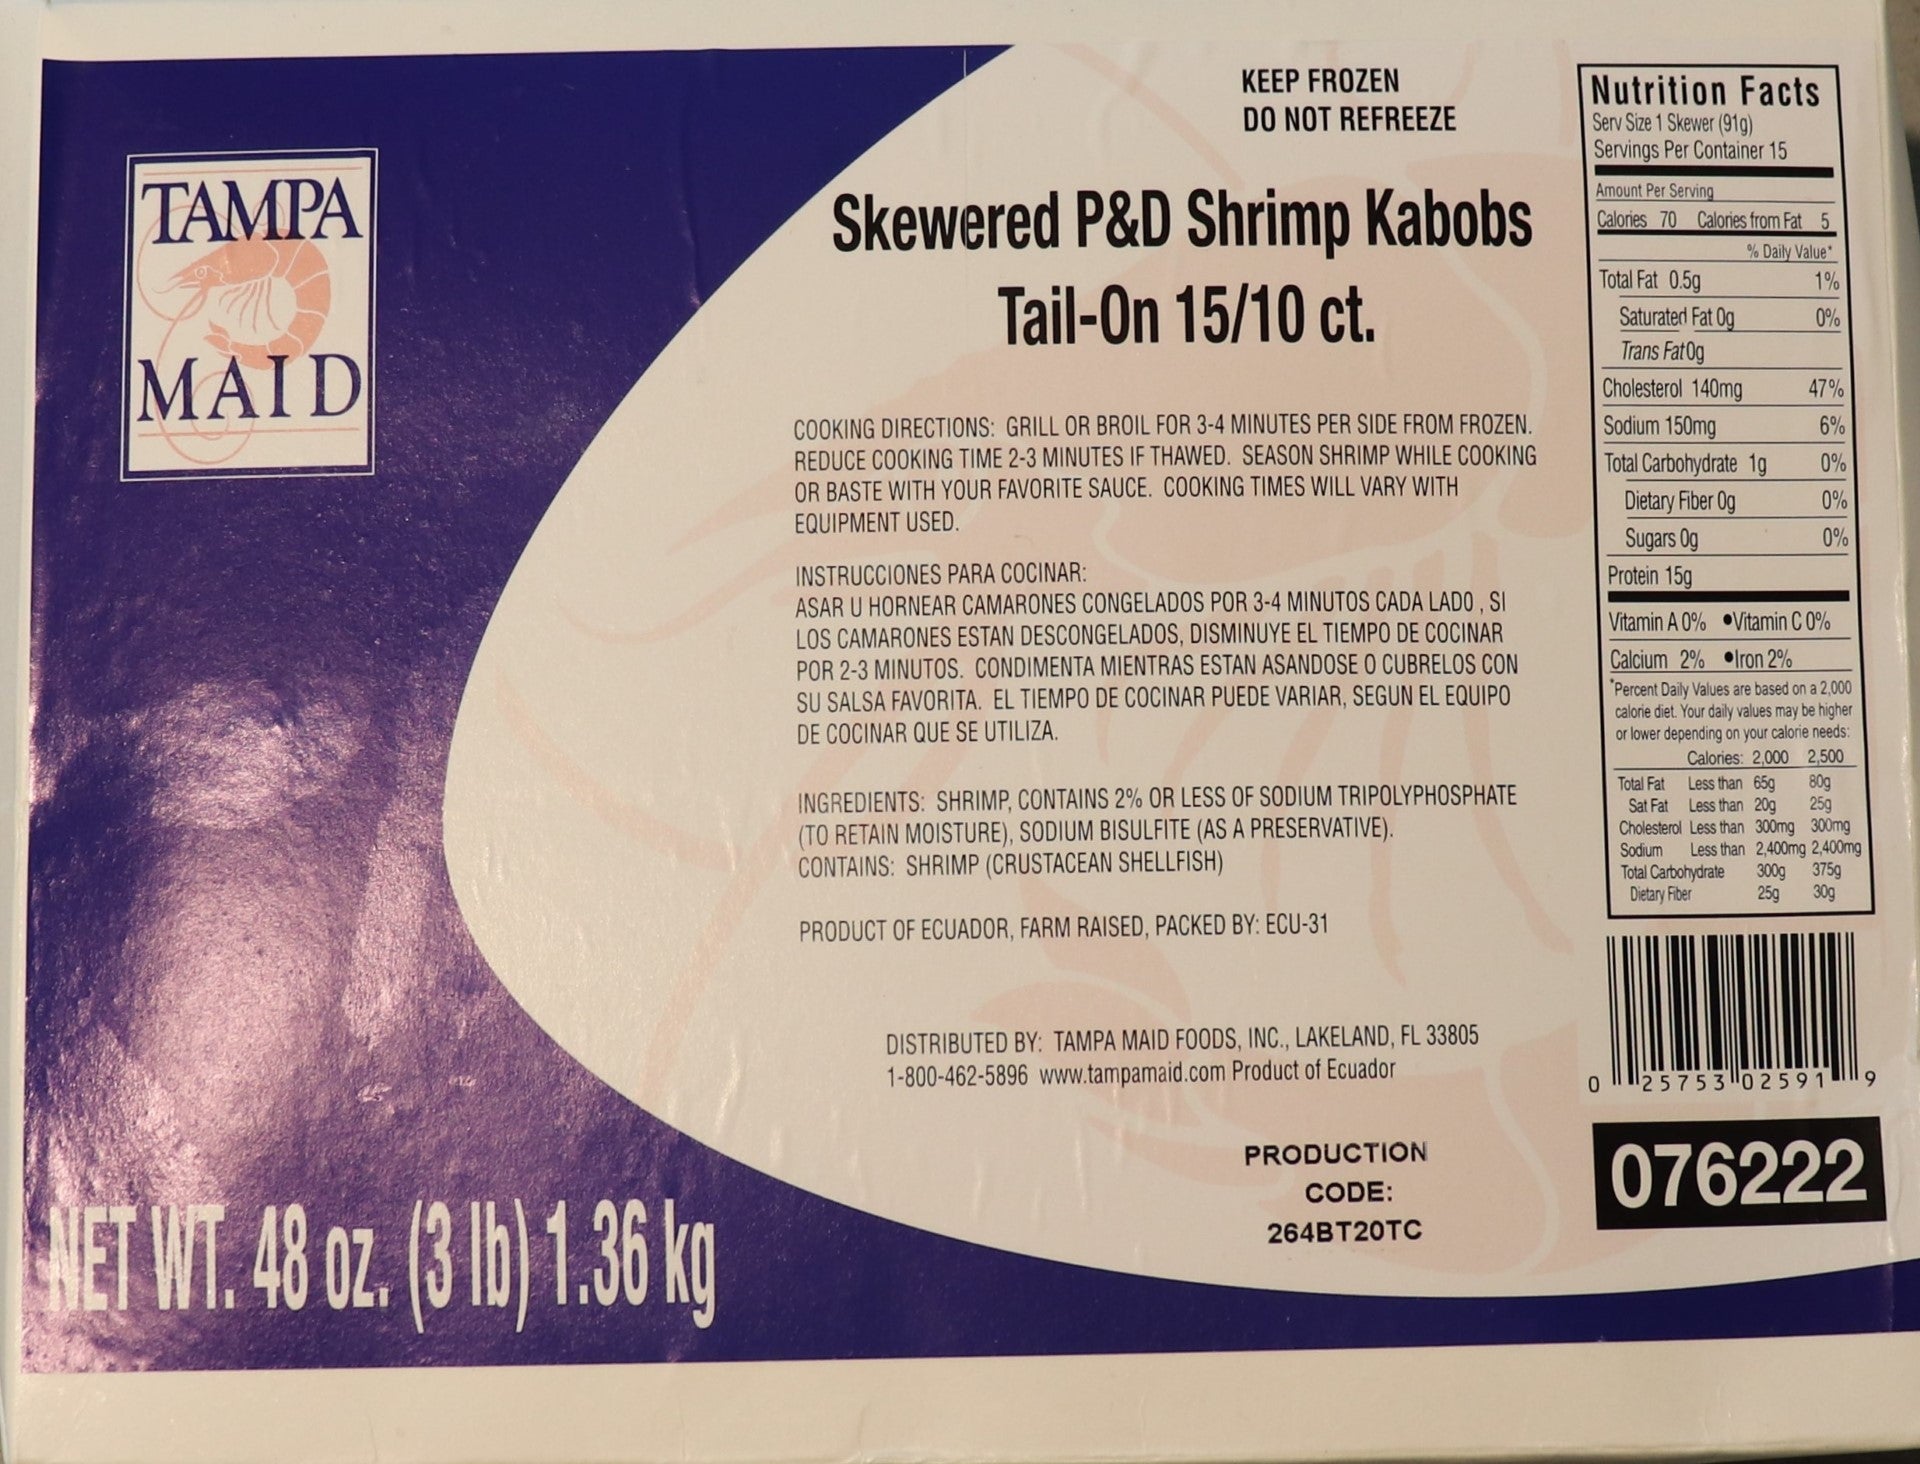 TAMPA
MAID
KEEP FROZEN
DO NOT REFREEZE
Skewered P&D Shrimp Kabobs
Tail-On 15/10 ct.
COOKING DIRECTIONS: GRILL OR BROIL FOR 3-4 MINUTES PER SIDE FROM FROZEN.
REDUCE COOKING TIME 2-3 MINUTES IF THAWED. SEASON SHRIMP WHILE COOKING
OR BASTE WITH YOUR FAVORITE SAUCE. COOKING TIMES WILL VARY WITH
EQUIPMENT USED.
INSTRUCCIONES PARA COCINAR:
ASAR U HORNEAR CAMARONES CONGELADOS POR 3-4 MINUTOS CADA LADO , SI
LOS CAMARONES ESTAN DESCONGELADOS, DISMINUYE EL TIEMPO DE COCINAR
POR 2-3 MINUTOS. CONDIMENTA MIENTRAS ESTAN ASANDOSE O CUBRELOS CON
SU SALSA FAVORITA. EL TIEMPO DE COCINAR PUEDE VARIAR, SEGUN EL EQUIPO
DE COCINAR QUE SE UTILIZA.
INGREDIENTS: SHRIMP, CONTAINS 2% OR LESS OF SODIUM TRIPOLYPHOSPHATE
(TO RETAIN MOISTURE), SODIUM BISULFITE (AS A PRESERVATIVE).
CONTAINS: SHRIMP (CRUSTACEAN SHELLFISH)
PRODUCT OF ECUADOR, FARM RAISED, PACKED BY: ECU-31
DISTRIBUTED BY: TAMPA MAID FOODS, INC., LAKELAND, FL 33805
1-800-462-5896 www.tampamaid.com Product of Ecuador
PRODUCTION
CODE:
264BT20TC
NET WT. 48 oz. (3 lb) 1.36 kg
Nutrition Facts
Serv Size 1 Skewer (91g)
Servings Per Container 15
Amount Per Serving
Calories 70 Calories from Fat 5
% Daily Value*
Total Fat 0.5g 1%
Saturated Fat 0g 0%
Trans Fat 0g
Cholesterol 140mg 47%
Sodium 150mg 6%
Total Carbohydrate 1g 0%
Dietary Fiber 0g 0%
Sugars 0g 0%
Protein 15g
Vitamin A 0% •Vitamin C 0%
Calcium 2% •Iron 2%
*Percent Daily Values are based on a 2,000
calorie diet. Your daily values may be higher
or lower depending on your calorie needs:
Calories: 2,000 2,500
Total Fat Less than 65g 80g
Sat Fat Less than 20g 25g
Cholesterol Less than 300mg 300mg
Sodium Less than 2,400mg 2,400mg
Total Carbohydrate 300g 375g
Dietary Fiber 25g 30g
0 25753 02591 9
076222